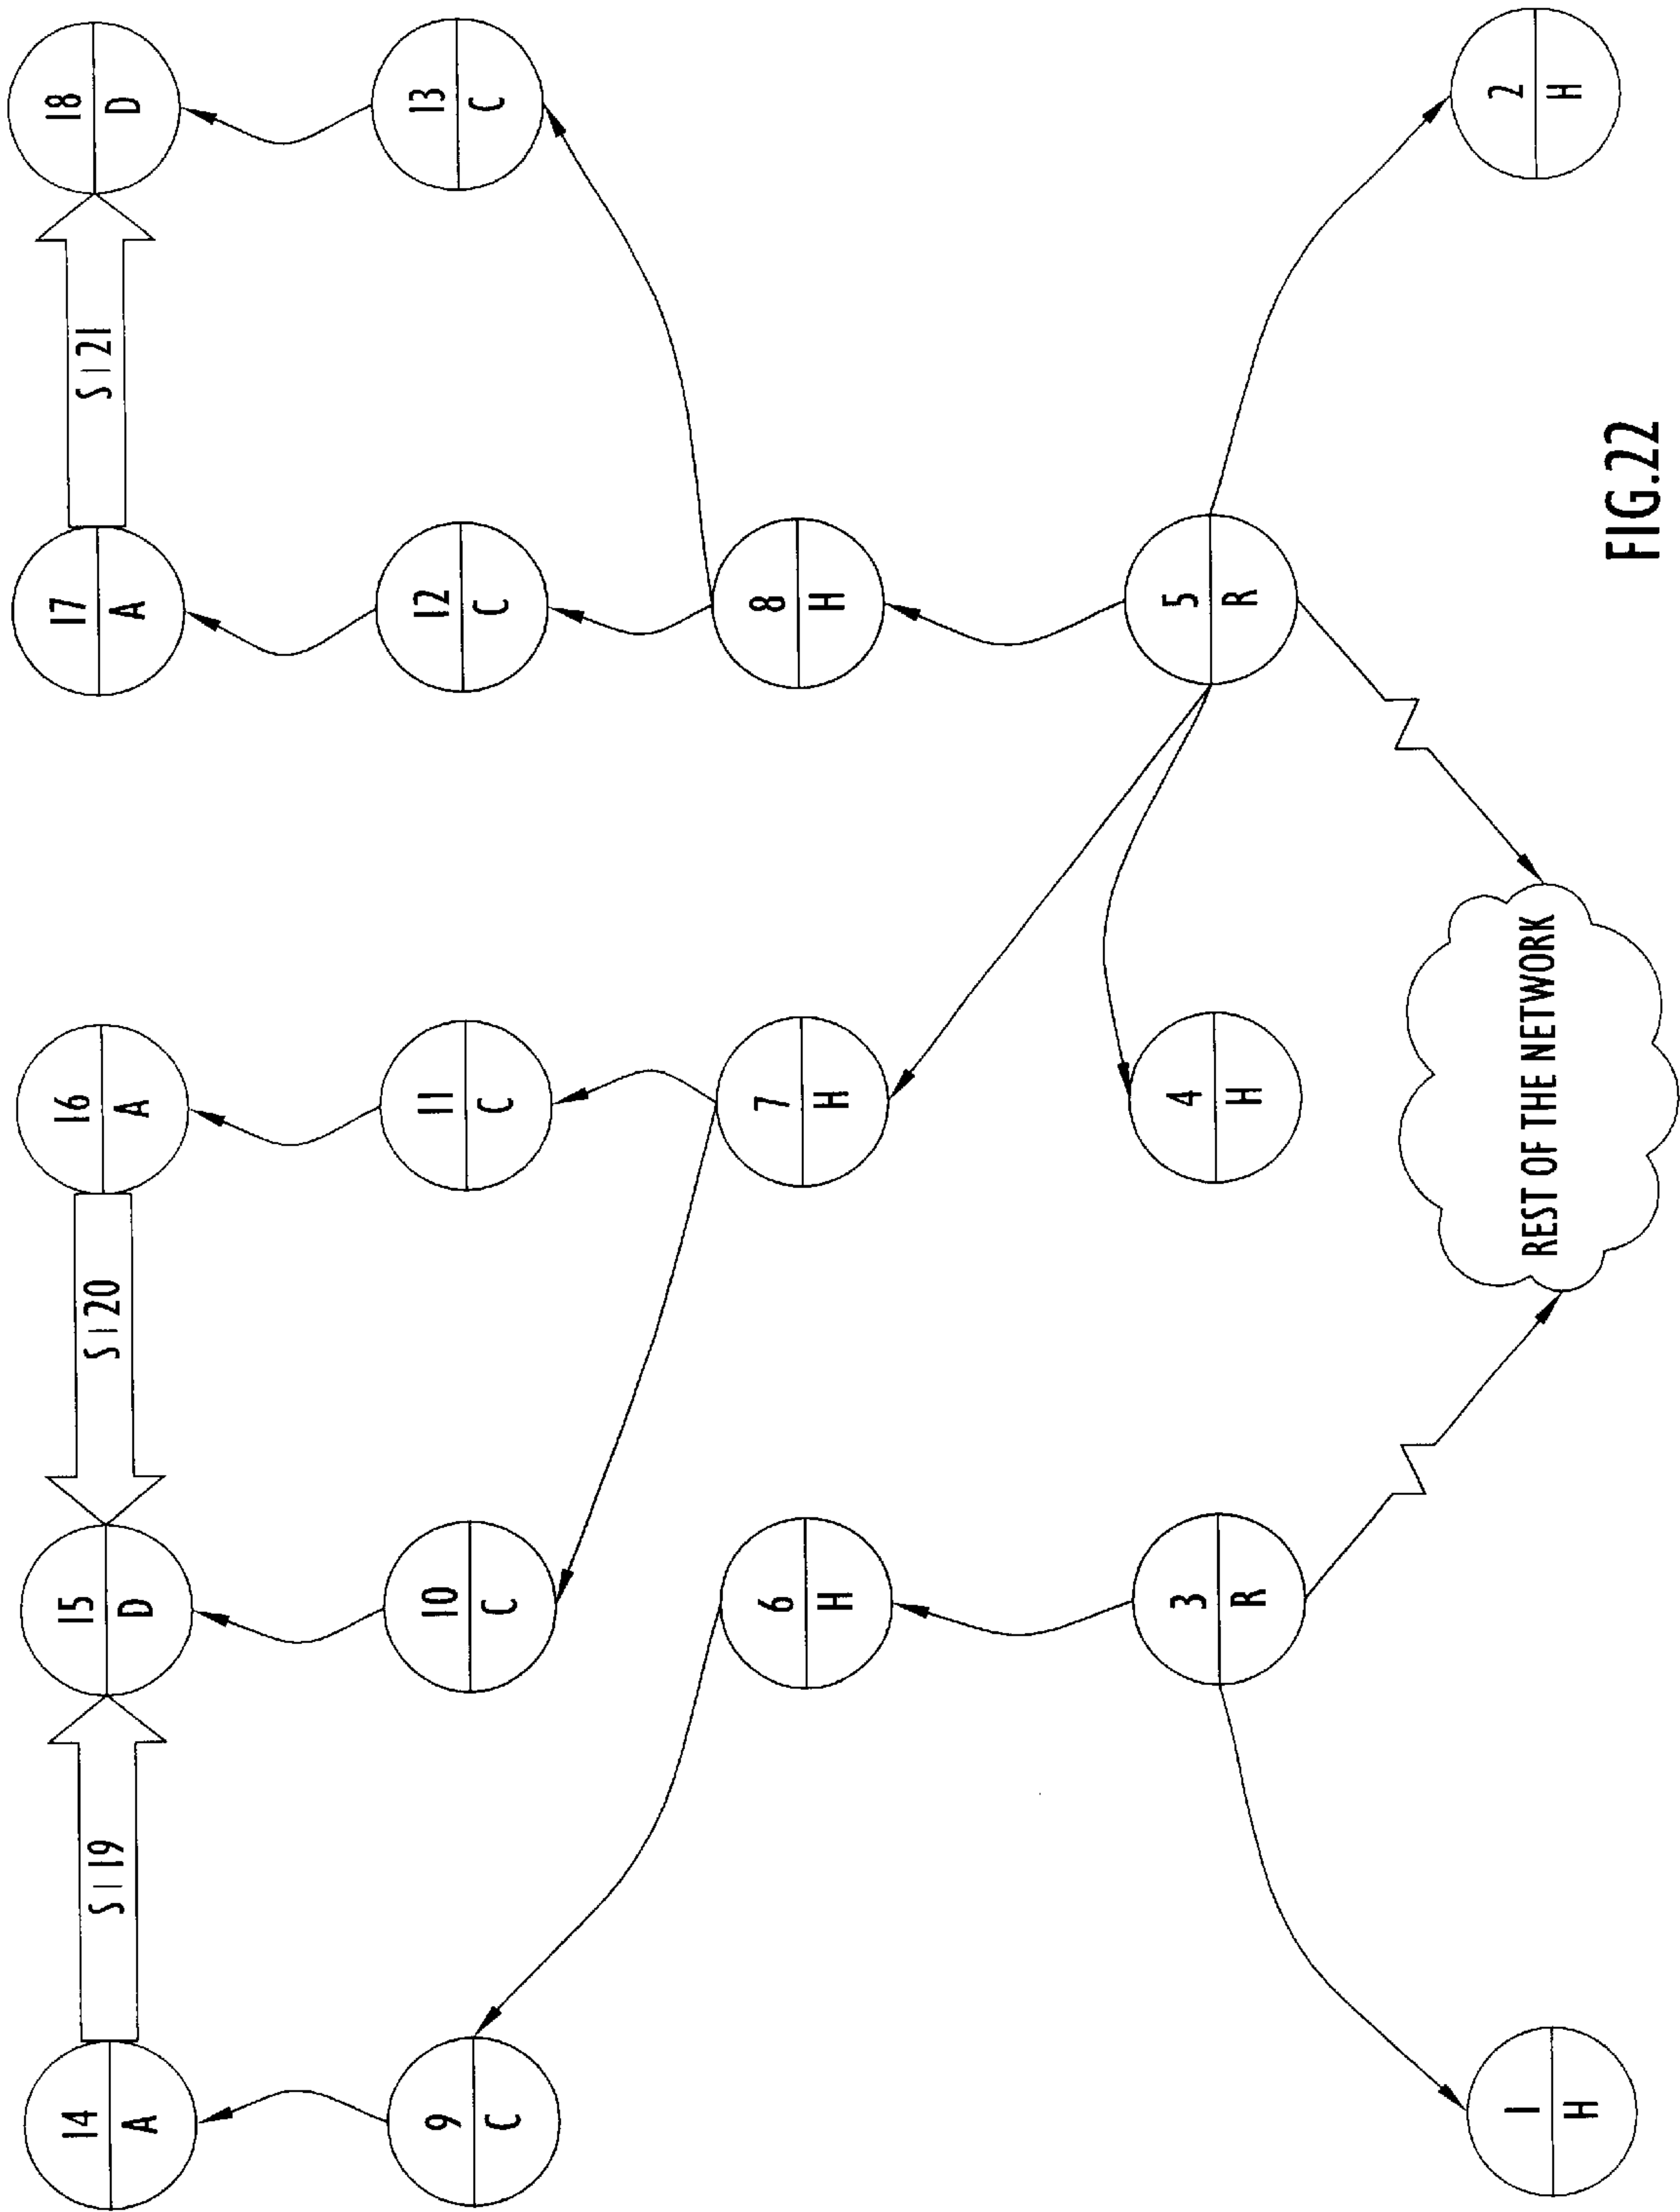 14
A
S119
15
D
S120
16
A
17
A
S121
18
D
9
C
10
C
11
C
12
C
13
C
6
H
7
H
8
H
3
R
4
H
5
R
1
H
REST OF THE NETWORK
2
H
FIG.22